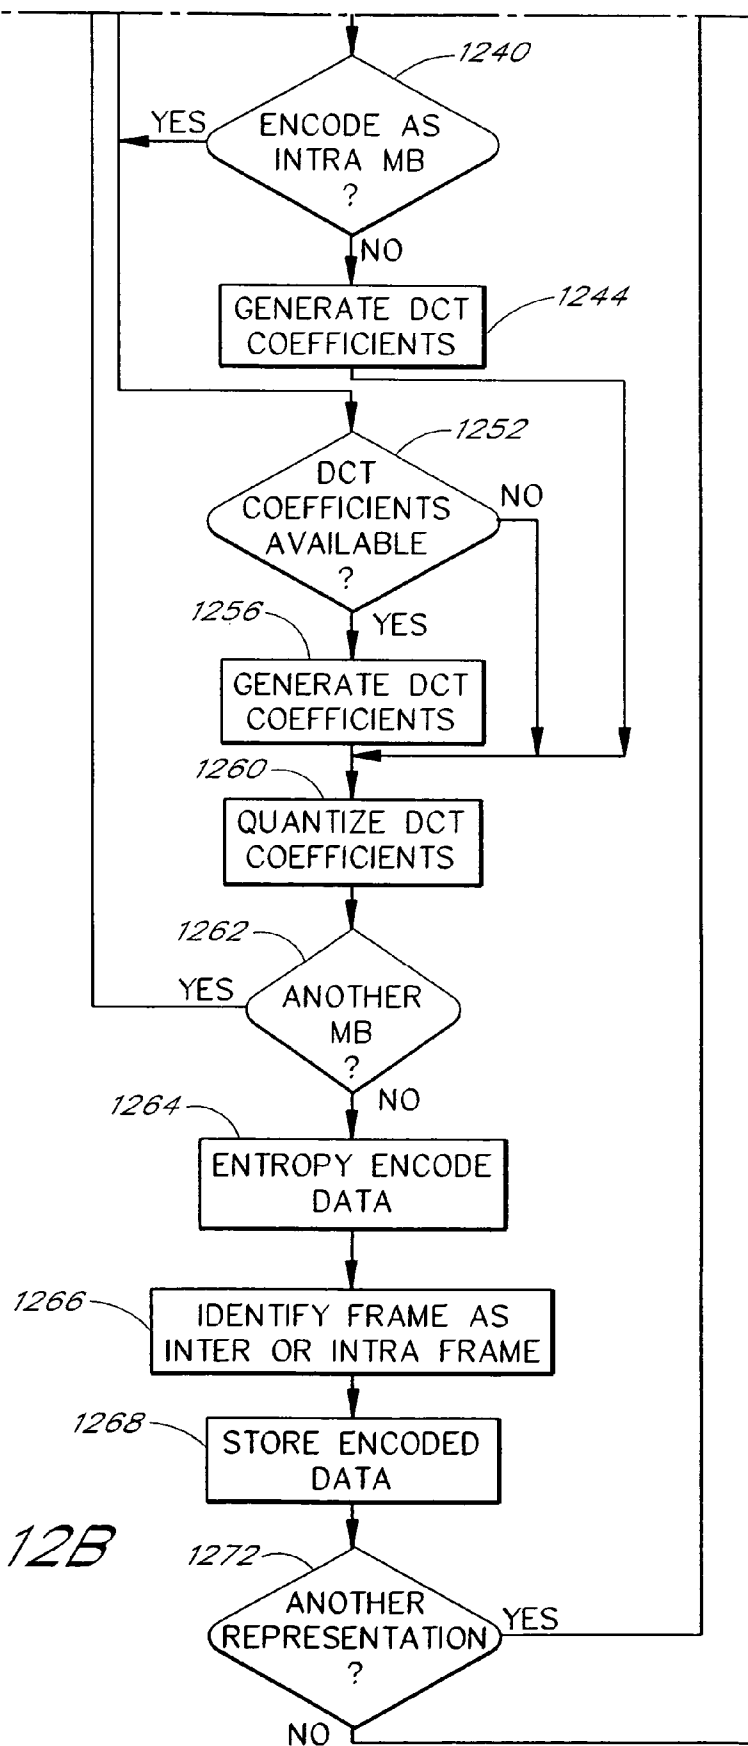 1240
YES
ENCODE AS
INTRA MB
?
NO
GENERATE DCT
COEFFICIENTS
1244
1252
DCT
COEFFICIENTS
AVAILABLE
?
NO
1256
YES
GENERATE DCT
COEFFICIENTS
1260
QUANTIZE DCT
COEFFICIENTS
1262
YES
ANOTHER
MB
?
NO
1264
ENTROPY ENCODE
DATA
1266
IDENTIFY FRAME AS
INTER OR INTRA FRAME
1268
STORE ENCODED
DATA
12B
1272
ANOTHER
REPRESENTATION
?
YES
NO